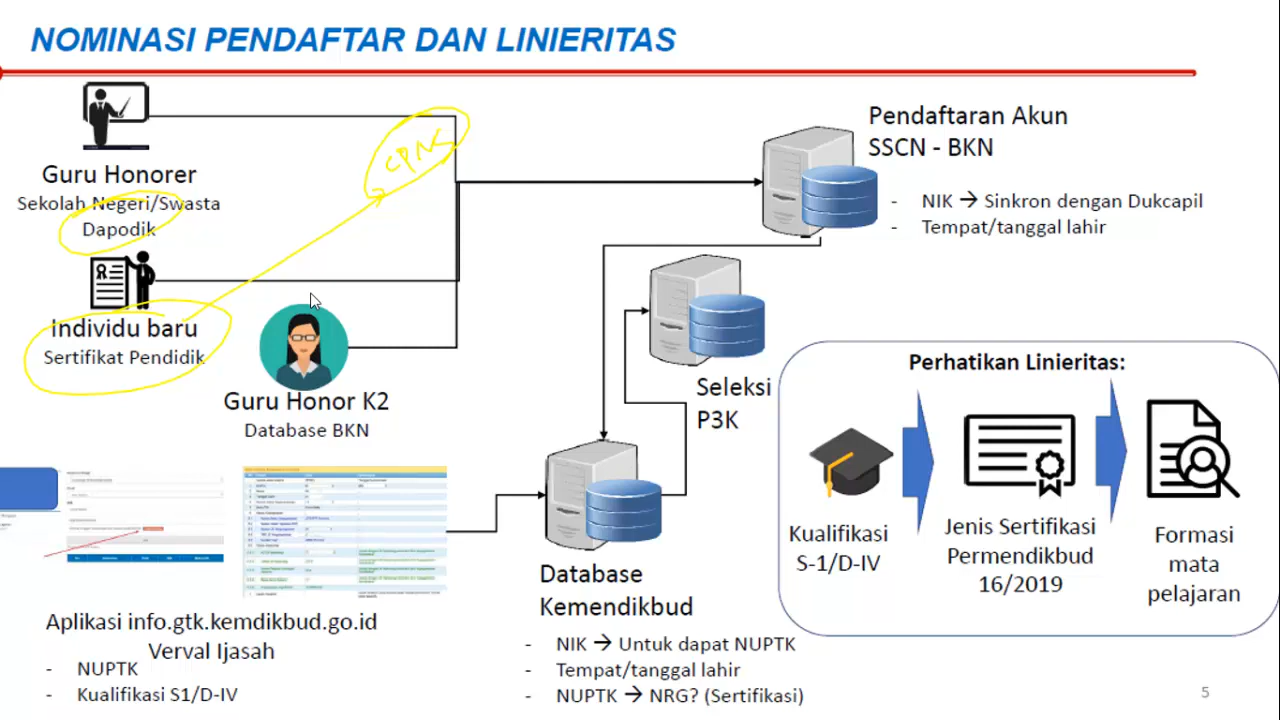 NOMINASI PENDAFTAR DAN LINIERITAS
Guru Honorer
Sekolah Negeri/Swasta
Dapodik
CPNS
Individu baru
Sertifikat Pendidik
Guru Honor K2
Database BKN
Pendaftaran Akun
SSCN - BKN
- NIK → Sinkron dengan Dukcapil
- Tempat/tanggal lahir
Seleksi
P3K
Perhatikan Linieritas:
Kualifikasi
S-1/D-IV
Jenis Sertifikasi
Permendikbud
16/2019
Formasi
mata
pelajaran
Aplikasi info.gtk.kemdikbud.go.id
Verval Ijasah
- NUPTK
- Kualifikasi S1/D-IV
Database
Kemendikbud
- NIK → Untuk dapat NUPTK
- Tempat/tanggal lahir
- NUPTK → NRG? (Sertifikasi)
5